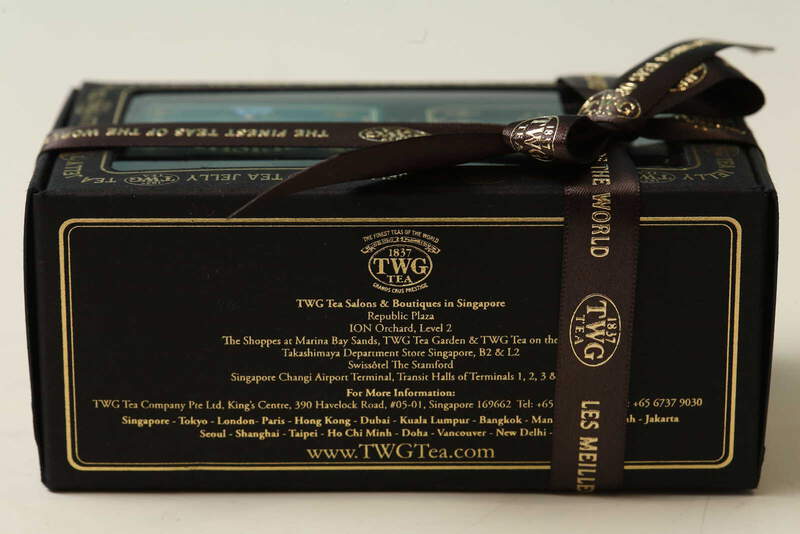 THE FINEST TEAS OF THE WORLD
TEA JELLY
TEA
JELLY
1837
TWG
THE WORLD
THE FINEST TEAS OF THE WORLD
1837
TWG
TEA
GRANDS CRUS PRESTIGE
TWG Tea Salons & Boutiques in Singapore
Republic Plaza
ION Orchard, Level 2
The Shoppes at Marina Bay Sands, TWG Tea Garden & TWG Tea on the
Takashimaya Department Store Singapore, B2 & L2
Swissôtel The Stamford
Singapore Changi Airport Terminal, Transit Halls of Terminals 1, 2, 3 &
For More Information:
TWG Tea Company Pte Ltd, King's Centre, 390 Havelock Road, #05-01, Singapore 169662 Tel: +65 6737 9030
Singapore - Tokyo - London - Paris - Hong Kong - Dubai - Kuala Lumpur - Bangkok - - Jakarta
Seoul - Shanghai - Taipei - Ho Chi Minh - Doha - Vancouver - New Delhi -
www.TWGTea.com
1837
TWG
TEA
LES MEILLE